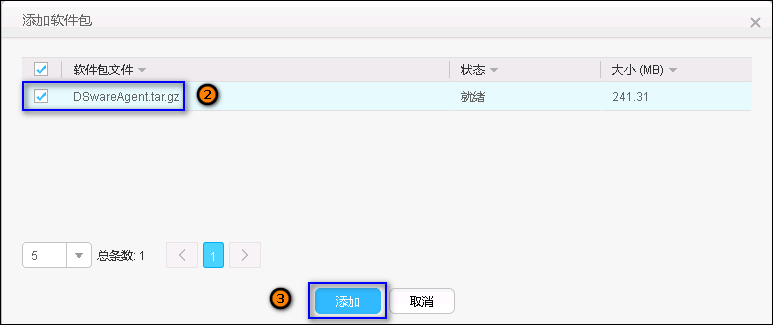 添加软件包
软件包文件 状态 大小 (MB)
DSwareAgent.tar.gz 2 就绪 241.31
5 总条数: 1 1
3 添加 取消